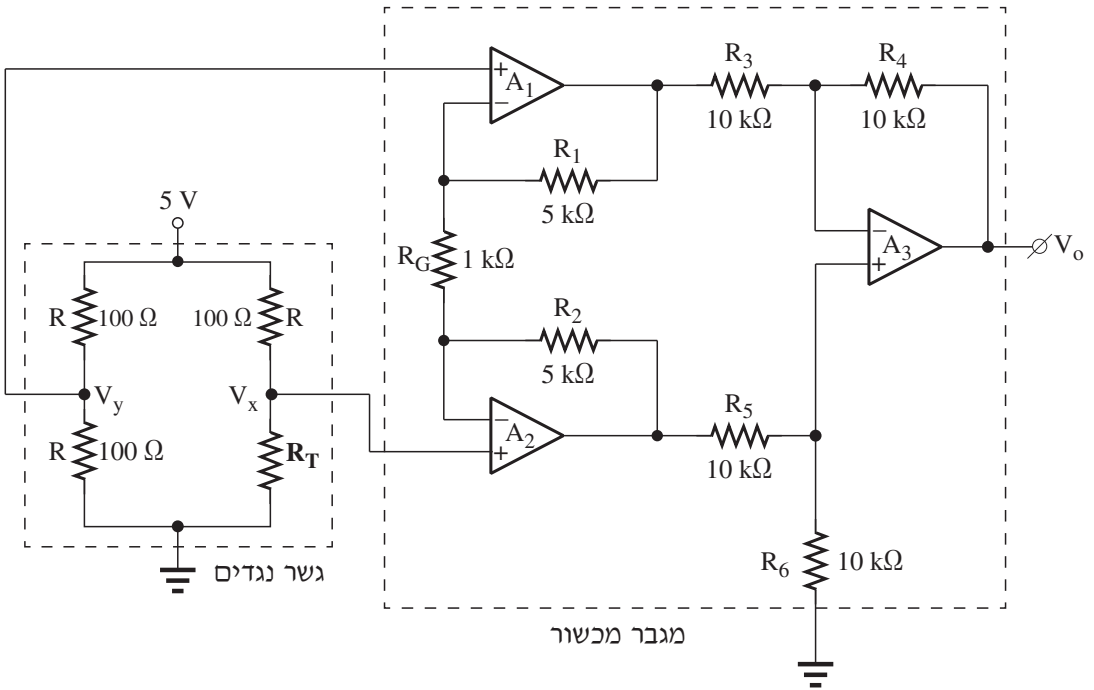 5 V
R 100 Ω
100 Ω R
V_y
V_x
R 100 Ω
R_T
גשר נגדים
+
A_1
−
R_1
5 kΩ
R_G 1 kΩ
R_2
5 kΩ
−
A_2
+
R_3
10 kΩ
R_4
10 kΩ
−
A_3
+
V_o
R_5
10 kΩ
R_6 10 kΩ
מגבר מכשור